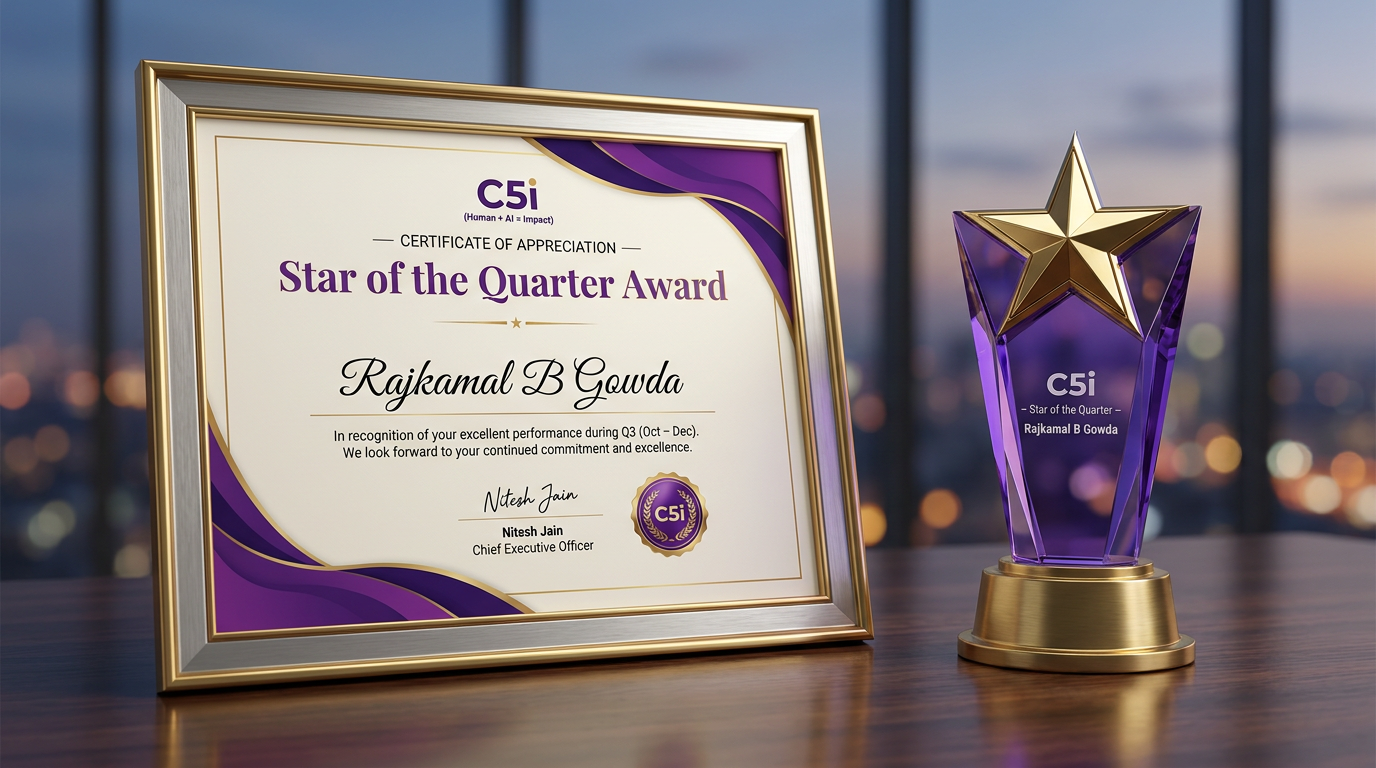 C5i
(Human + AI = Impact)
CERTIFICATE OF APPRECIATION
Star of the Quarter Award
Rajkamal B Gowda
In recognition of your excellent performance during Q3 (Oct – Dec).
We look forward to your continued commitment and excellence.
Nitesh Jain
Nitesh Jain
Chief Executive Officer
C5i
C5i
– Star of the Quarter –
Rajkamal B Gowda